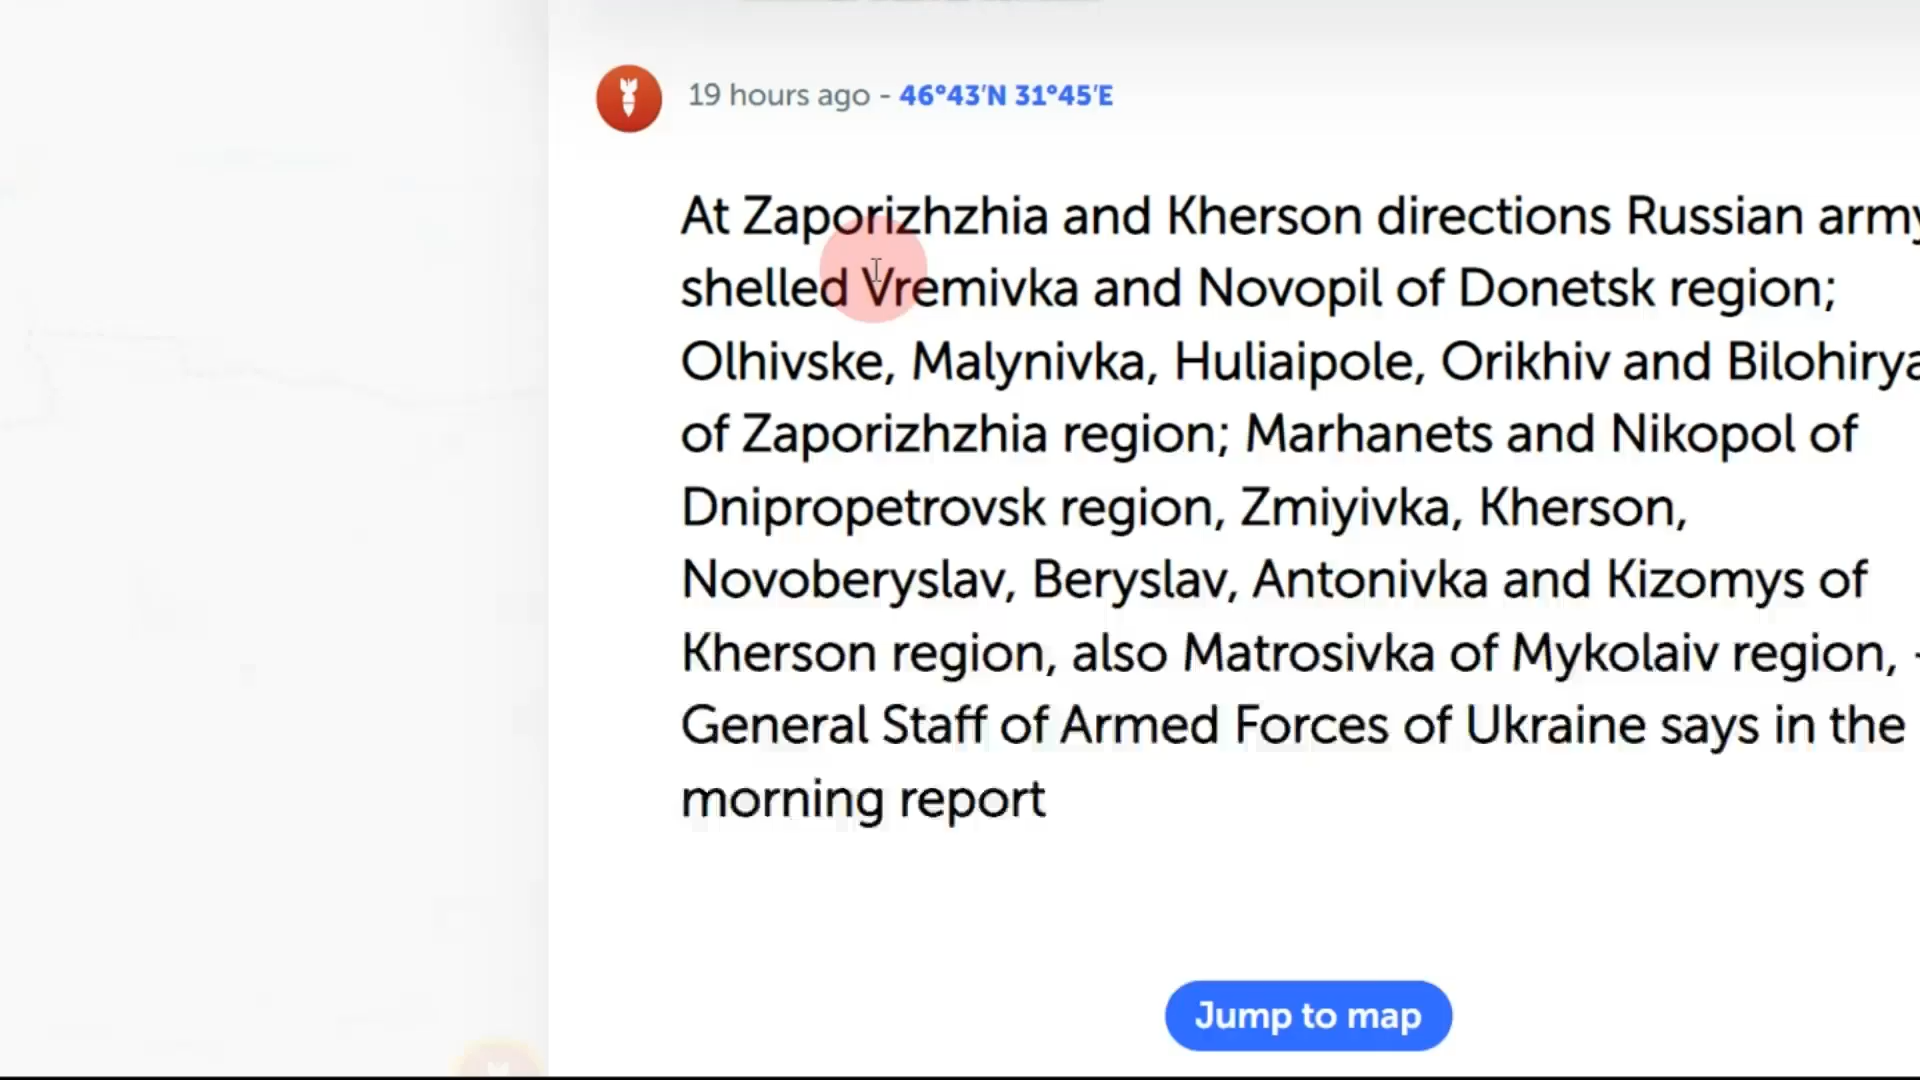 19 hours ago - 46°43'N 31°45'E
At Zaporizhzhia and Kherson directions Russian army
shelled Vremivka and Novopil of Donetsk region;
Olhivske, Malynivka, Huliaipole, Orikhiv and Bilohirya
of Zaporizhzhia region; Marhanets and Nikopol of
Dnipropetrovsk region, Zmiyivka, Kherson,
Novoberyslav, Beryslav, Antonivka and Kizomys of
Kherson region, also Matrosivka of Mykolaiv region, -
General Staff of Armed Forces of Ukraine says in the
morning report
Jump to map